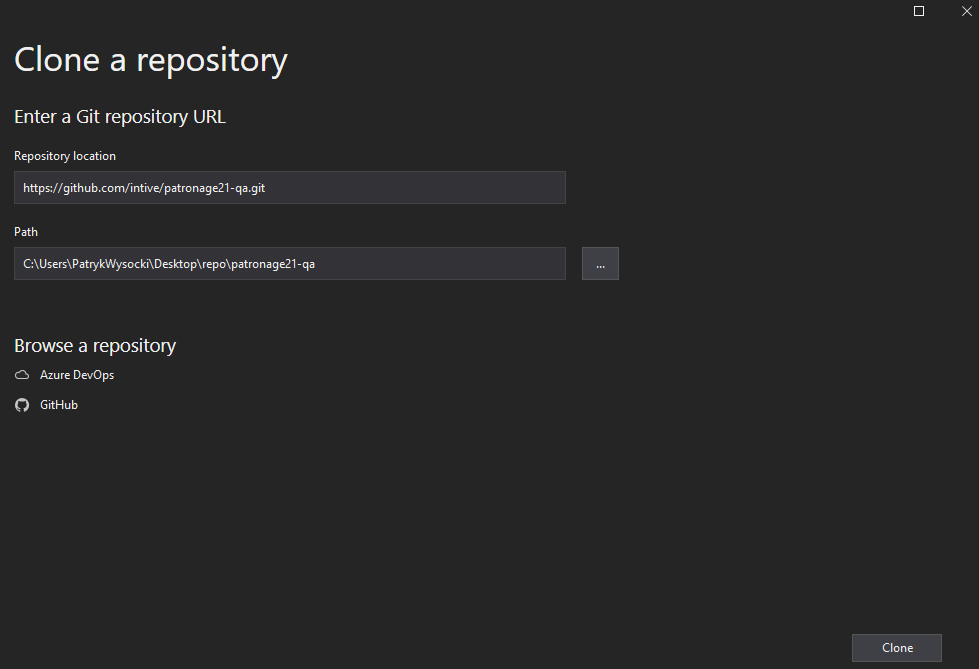 Clone a repository
Enter a Git repository URL
Repository location
https://github.com/intive/patronage21-qa.git
Path
C:\Users\PatrykWysocki\Desktop\repo\patronage21-qa
...
Browse a repository
Azure DevOps
GitHub
Clone